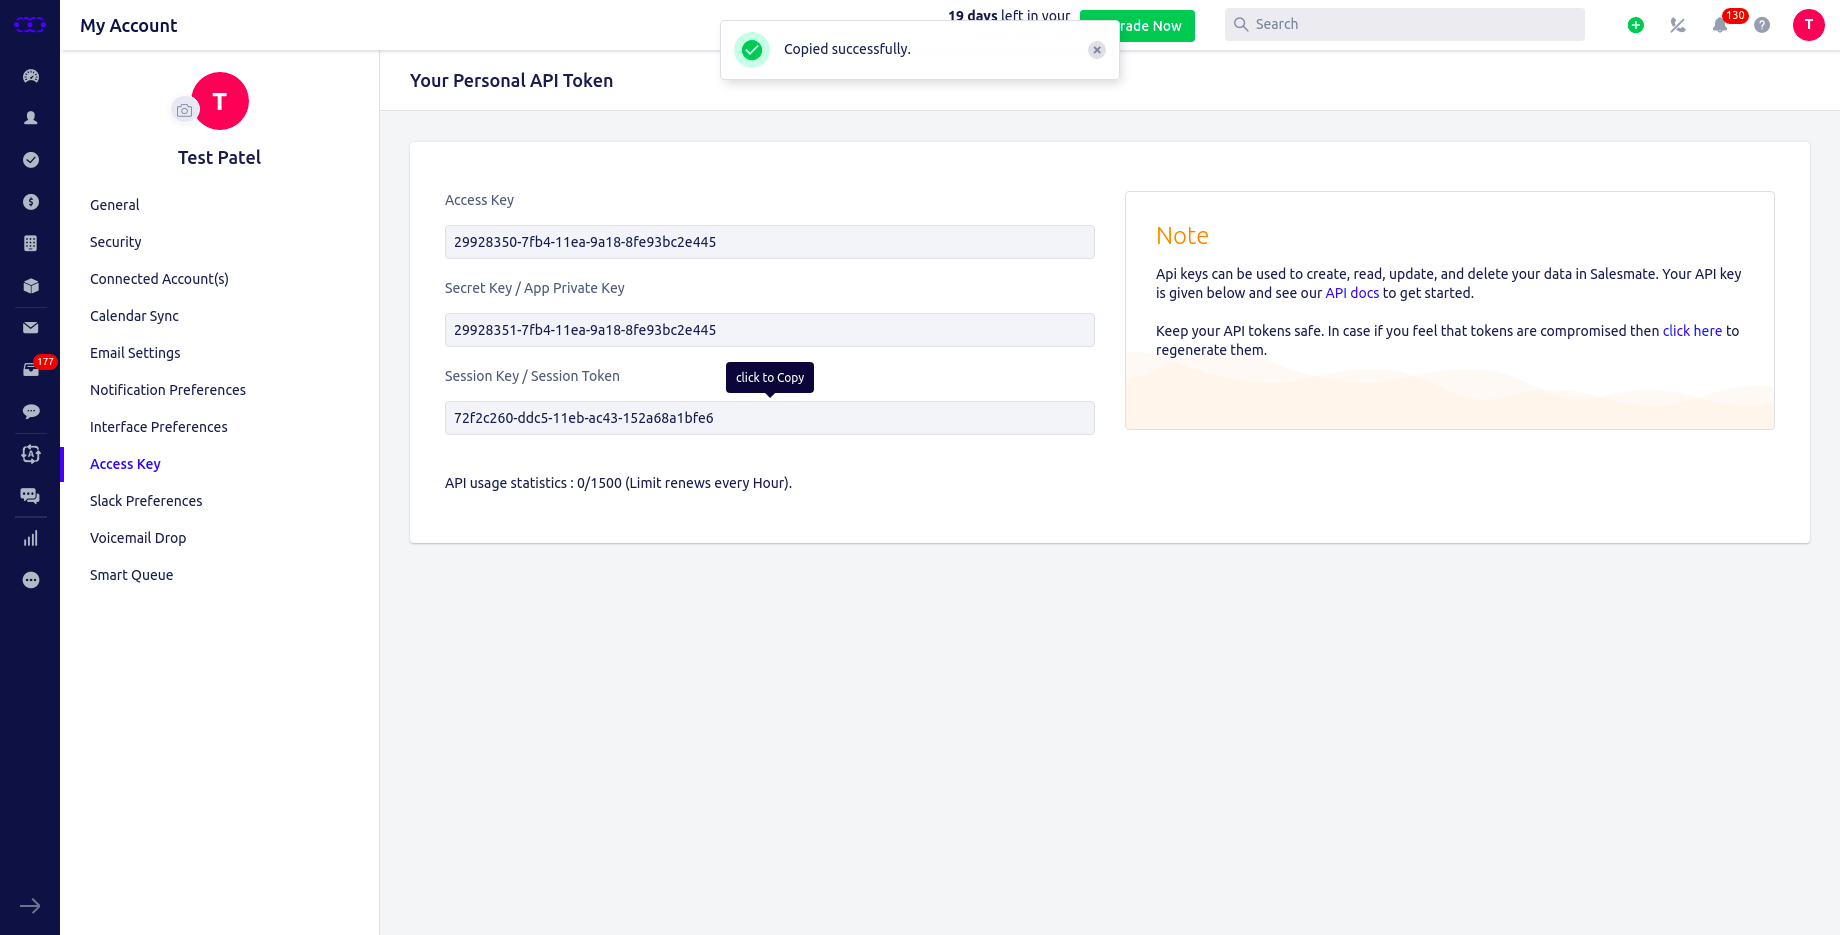 My Account
19 days left in your
rade Now
Search
130
T
Copied successfully.
177
T
Test Patel
General
Security
Connected Account(s)
Calendar Sync
Email Settings
Notification Preferences
Interface Preferences
Access Key
Slack Preferences
Voicemail Drop
Smart Queue
Your Personal API Token
Access Key
29928350-7fb4-11ea-9a18-8fe93bc2e445
Secret Key / App Private Key
29928351-7fb4-11ea-9a18-8fe93bc2e445
Session Key / Session Token
click to Copy
72f2c260-ddc5-11eb-ac43-152a68a1bfe6
API usage statistics : 0/1500 (Limit renews every Hour).
Note
Api keys can be used to create, read, update, and delete your data in Salesmate. Your API key
is given below and see our API docs to get started.
Keep your API tokens safe. In case if you feel that tokens are compromised then click here to
regenerate them.